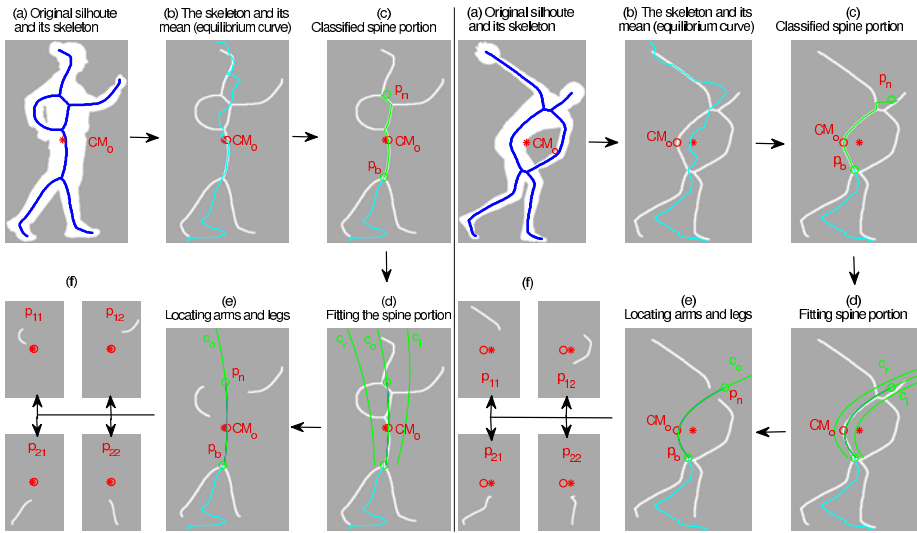 (a) Original silhoute
and its skeleton
(b) The skeleton and its
mean (equilibrium curve)
(c)
Classified spine portion
(a) Original silhoute
and its skeleton
(b) The skeleton and its
mean (equilibrium curve)
(c)
Classified spine portion
CMo
CMo
pn
CMo
pb
CMo
CMo
pn
CMo
pb
(f)
(e)
Locating arms and legs
(d)
Fitting the spine portion
(f)
(e)
Locating arms and legs
(d)
Fitting spine portion
p11
p12
p21
p22
co
pn
CMo
pb
cr
co
cl
CMo
p11
p12
p21
p22
co
pn
CMo
pb
cr
cl
CMo